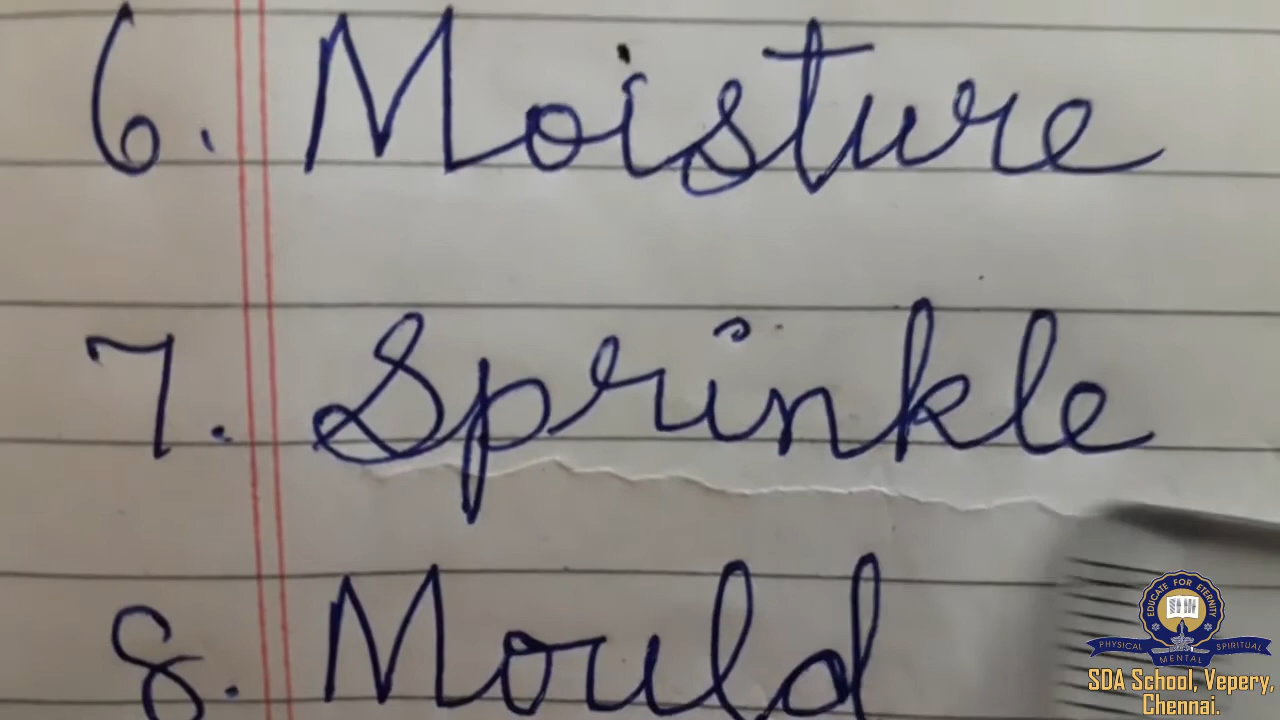 6. Moisture
7. Sprinkle
8. Mould
EDUCATE FOR ETERNITY
PHYSICAL MENTAL SPIRITUAL
SDA School, Vepery,
Chennai.